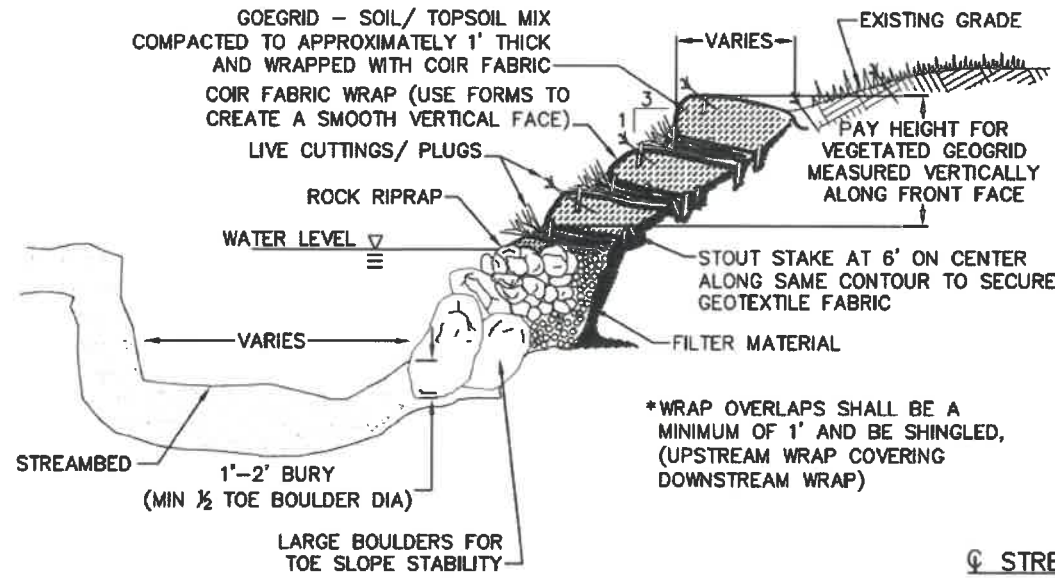 GOEGRID – SOIL/ TOPSOIL MIX
COMPACTED TO APPROXIMATELY 1' THICK
AND WRAPPED WITH COIR FABRIC
COIR FABRIC WRAP (USE FORMS TO
CREATE A SMOOTH VERTICAL FACE)
LIVE CUTTINGS/ PLUGS
ROCK RIPRAP
WATER LEVEL
VARIES
EXISTING GRADE
3
1
PAY HEIGHT FOR
VEGETATED GEOGRID
MEASURED VERTICALLY
ALONG FRONT FACE
STOUT STAKE AT 6' ON CENTER
ALONG SAME CONTOUR TO SECURE
GEOTEXTILE FABRIC
FILTER MATERIAL
VARIES
STREAMBED
1'–2' BURY
(MIN ½ TOE BOULDER DIA)
LARGE BOULDERS FOR
TOE SLOPE STABILITY
*WRAP OVERLAPS SHALL BE A
MINIMUM OF 1' AND BE SHINGLED,
(UPSTREAM WRAP COVERING
DOWNSTREAM WRAP)
℄ STRE